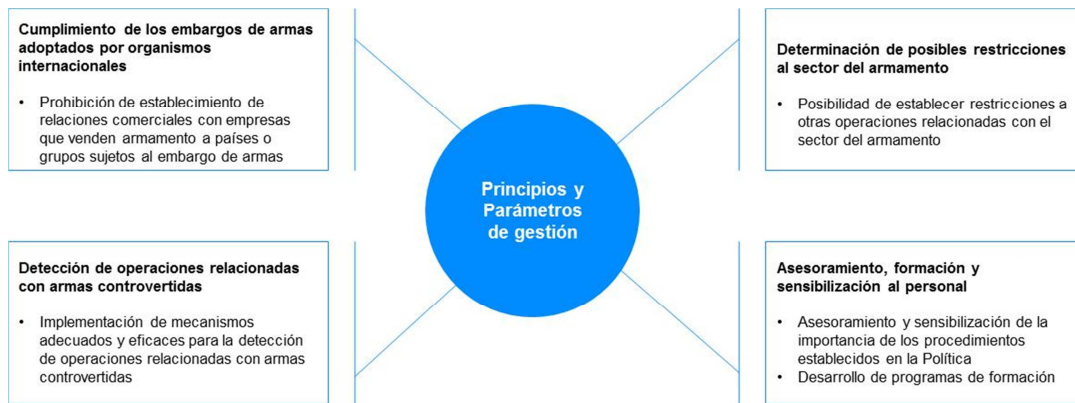 Cumplimiento de los embargos de armas
adoptados por organismos
internacionales
• Prohibición de establecimiento de
relaciones comerciales con empresas
que venden armamento a países o
grupos sujetos al embargo de armas
Determinación de posibles restricciones
al sector del armamento
• Posibilidad de establecer restricciones a
otras operaciones relacionadas con el
sector del armamento
Principios y
Parámetros
de gestión
Detección de operaciones relacionadas
con armas controvertidas
• Implementación de mecanismos
adecuados y eficaces para la detección
de operaciones relacionadas con armas
controvertidas
Asesoramiento, formación y
sensibilización al personal
• Asesoramiento y sensibilización de la
importancia de los procedimientos
establecidos en la Política
• Desarrollo de programas de formación